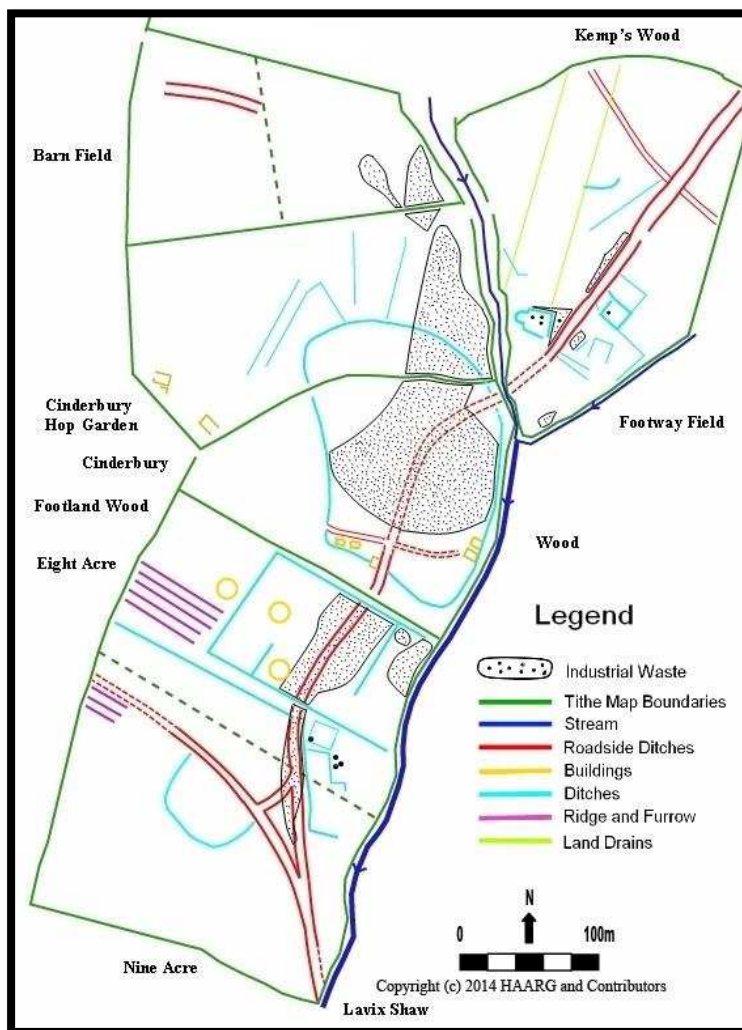 Kemp's Wood
Barn Field
Cinderbury
Hop Garden
Footway Field
Cinderbury
Footland Wood
Wood
Eight Acre
Legend
Industrial Waste
Tithe Map Boundaries
Stream
Roadside Ditches
Buildings
Ditches
Ridge and Furrow
Land Drains
N
0 100m
Nine Acre
Copyright (c) 2014 HAARG and Contributors
Lavix Shaw